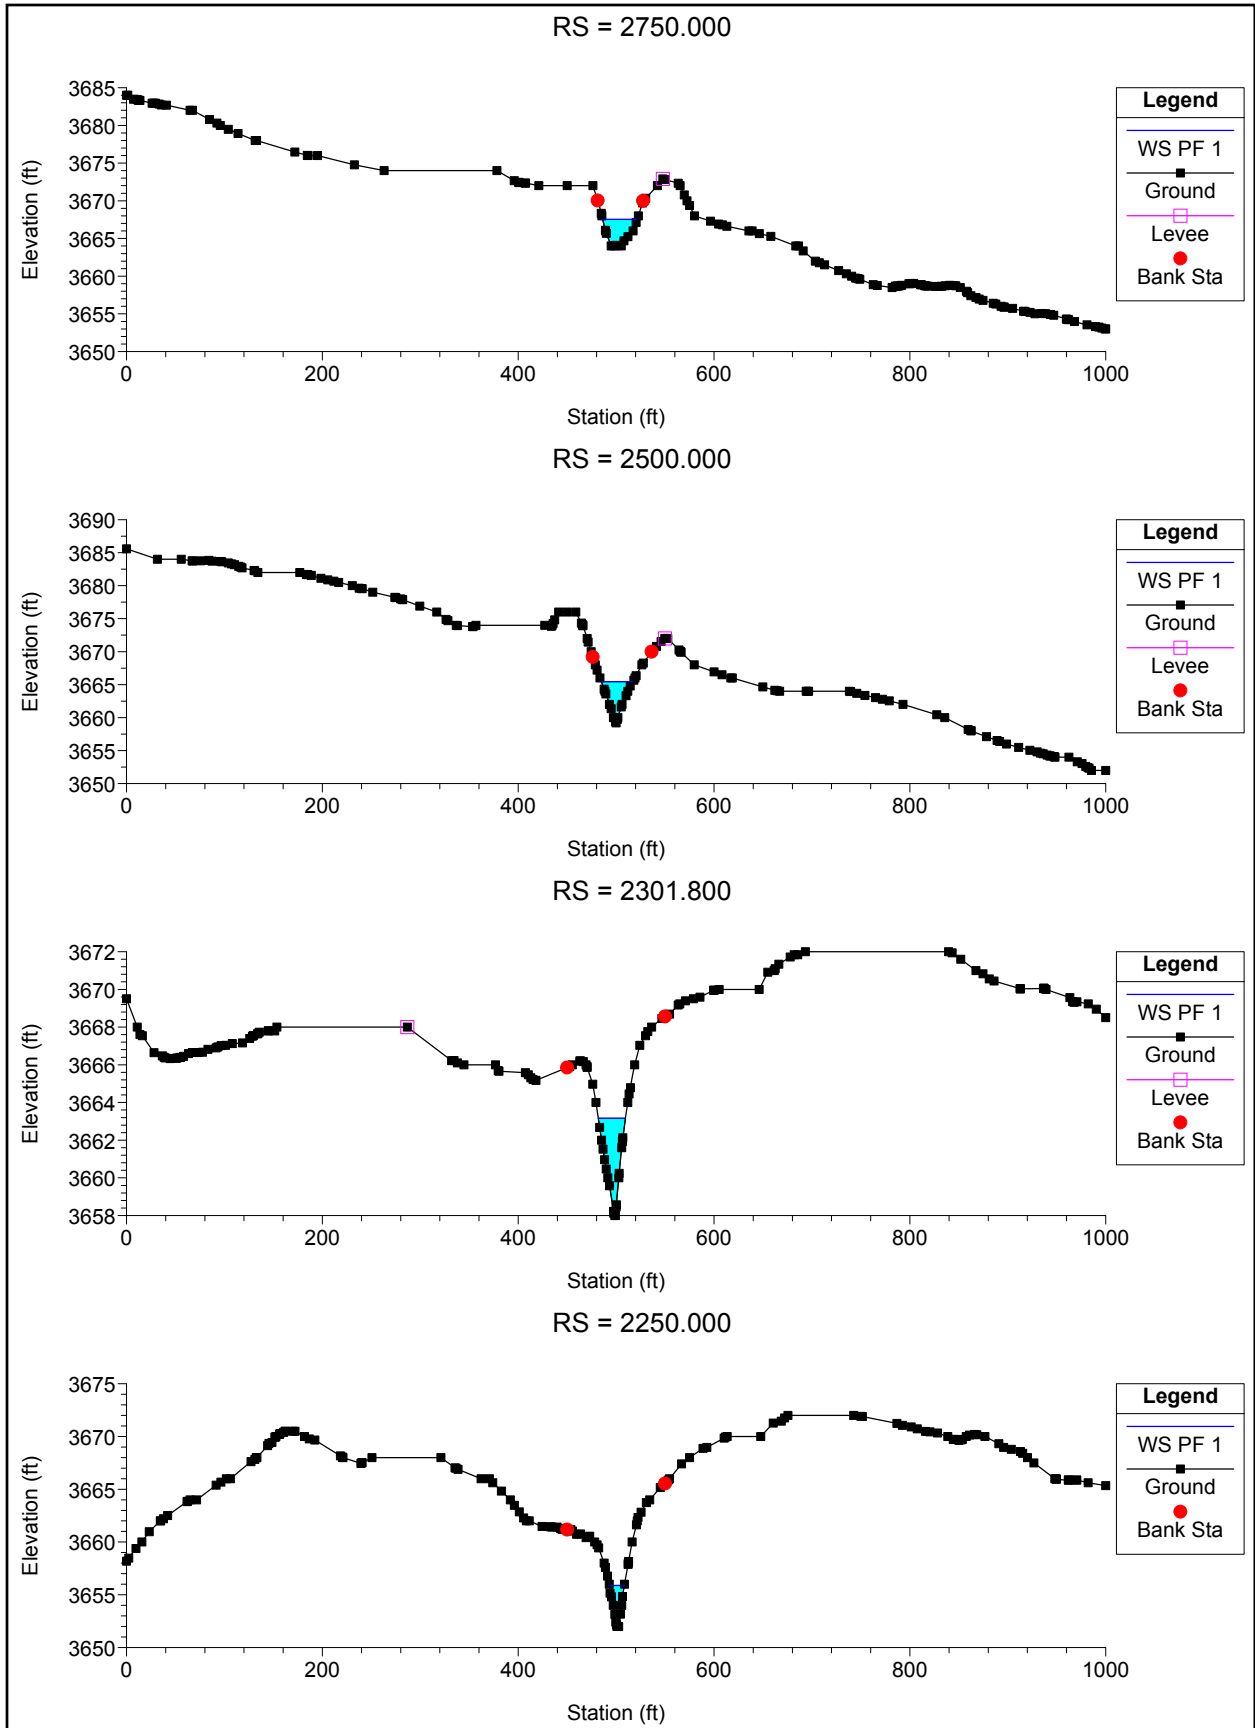 RS = 2750.000
3685
3680
3675
3670
3665
3660
3655
3650
Elevation (ft)
0 200 400 600 800 1000
Station (ft)
Legend
WS PF 1
Ground
Levee
Bank Sta
RS = 2500.000
3690
3685
3680
3675
3670
3665
3660
3655
3650
Elevation (ft)
0 200 400 600 800 1000
Station (ft)
Legend
WS PF 1
Ground
Levee
Bank Sta
RS = 2301.800
3672
3670
3668
3666
3664
3662
3660
3658
Elevation (ft)
0 200 400 600 800 1000
Station (ft)
Legend
WS PF 1
Ground
Levee
Bank Sta
RS = 2250.000
3675
3670
3665
3660
3655
3650
Elevation (ft)
0 200 400 600 800 1000
Station (ft)
Legend
WS PF 1
Ground
Bank Sta